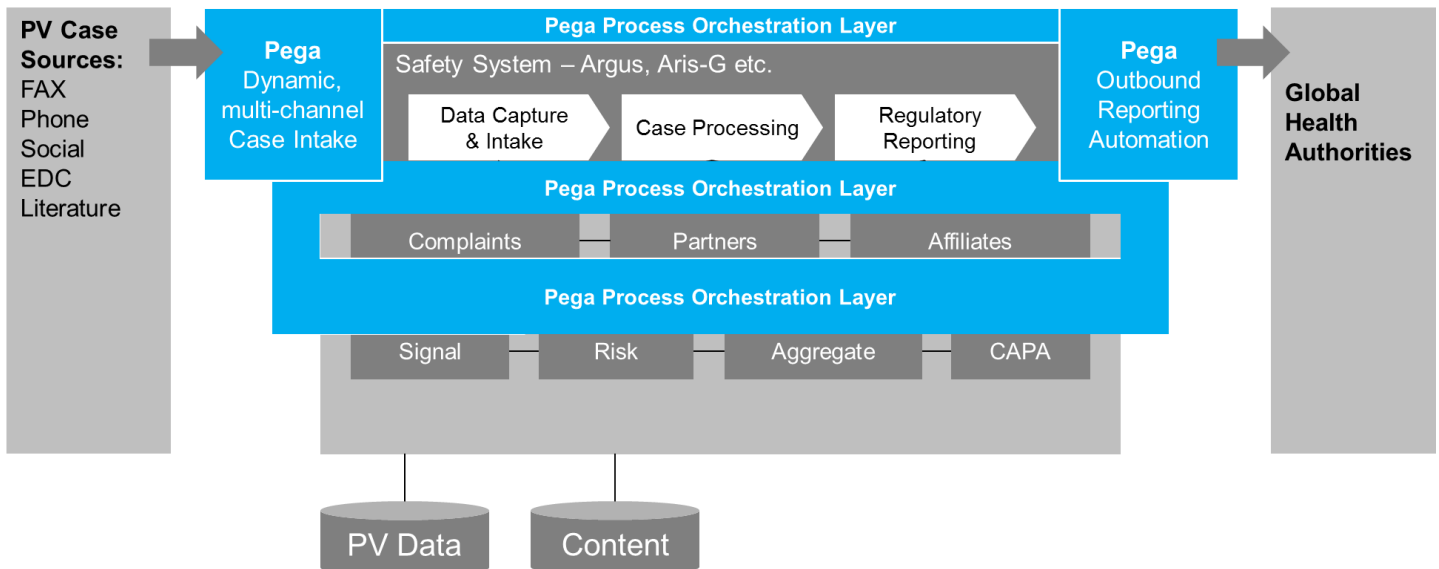 PV Case
Sources:
FAX
Phone
Social
EDC
Literature
Pega
Dynamic,
multi-channel
Case Intake
Pega Process Orchestration Layer
Safety System – Argus, Aris-G etc.
Data Capture
& Intake
Case Processing
Regulatory
Reporting
Pega
Outbound
Reporting
Automation
Global
Health
Authorities
Pega Process Orchestration Layer
Complaints
Partners
Affiliates
Pega Process Orchestration Layer
Signal
Risk
Aggregate
CAPA
PV Data
Content